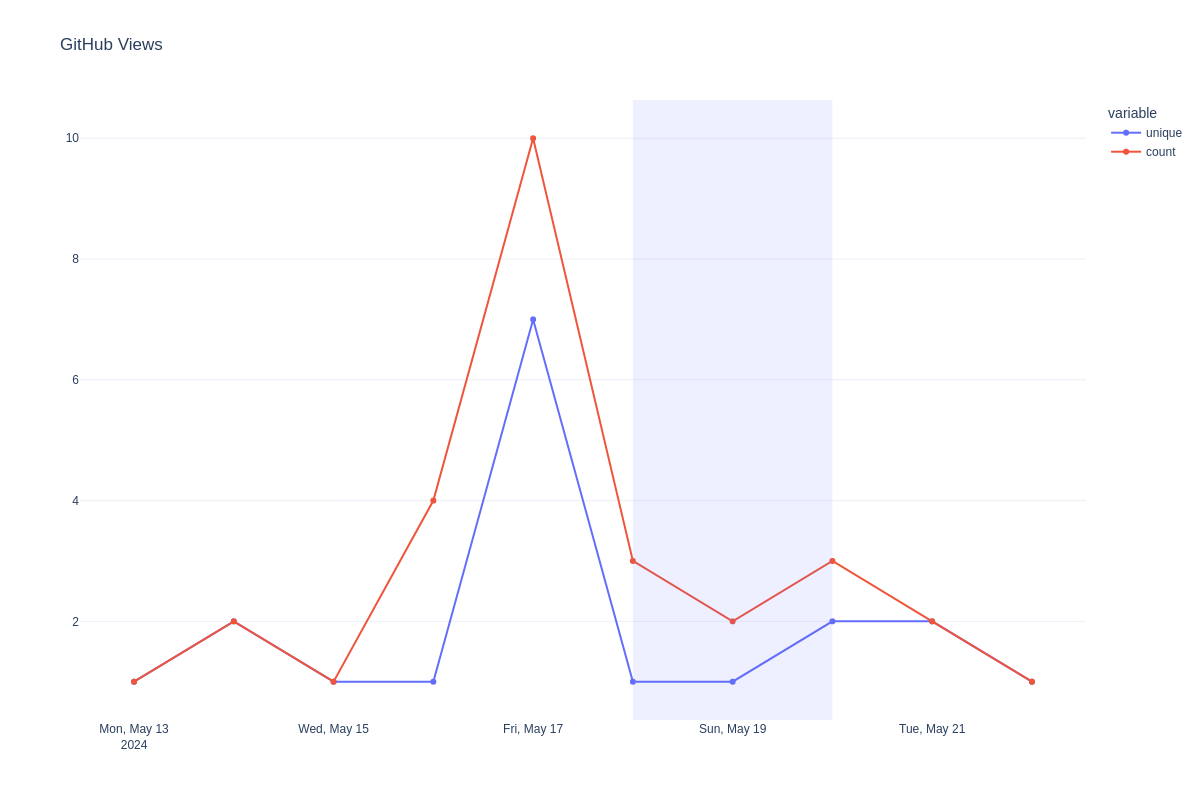 GitHub Views
variable
unique
count
10
8
6
4
2
Mon, May 13
2024
Wed, May 15
Fri, May 17
Sun, May 19
Tue, May 21